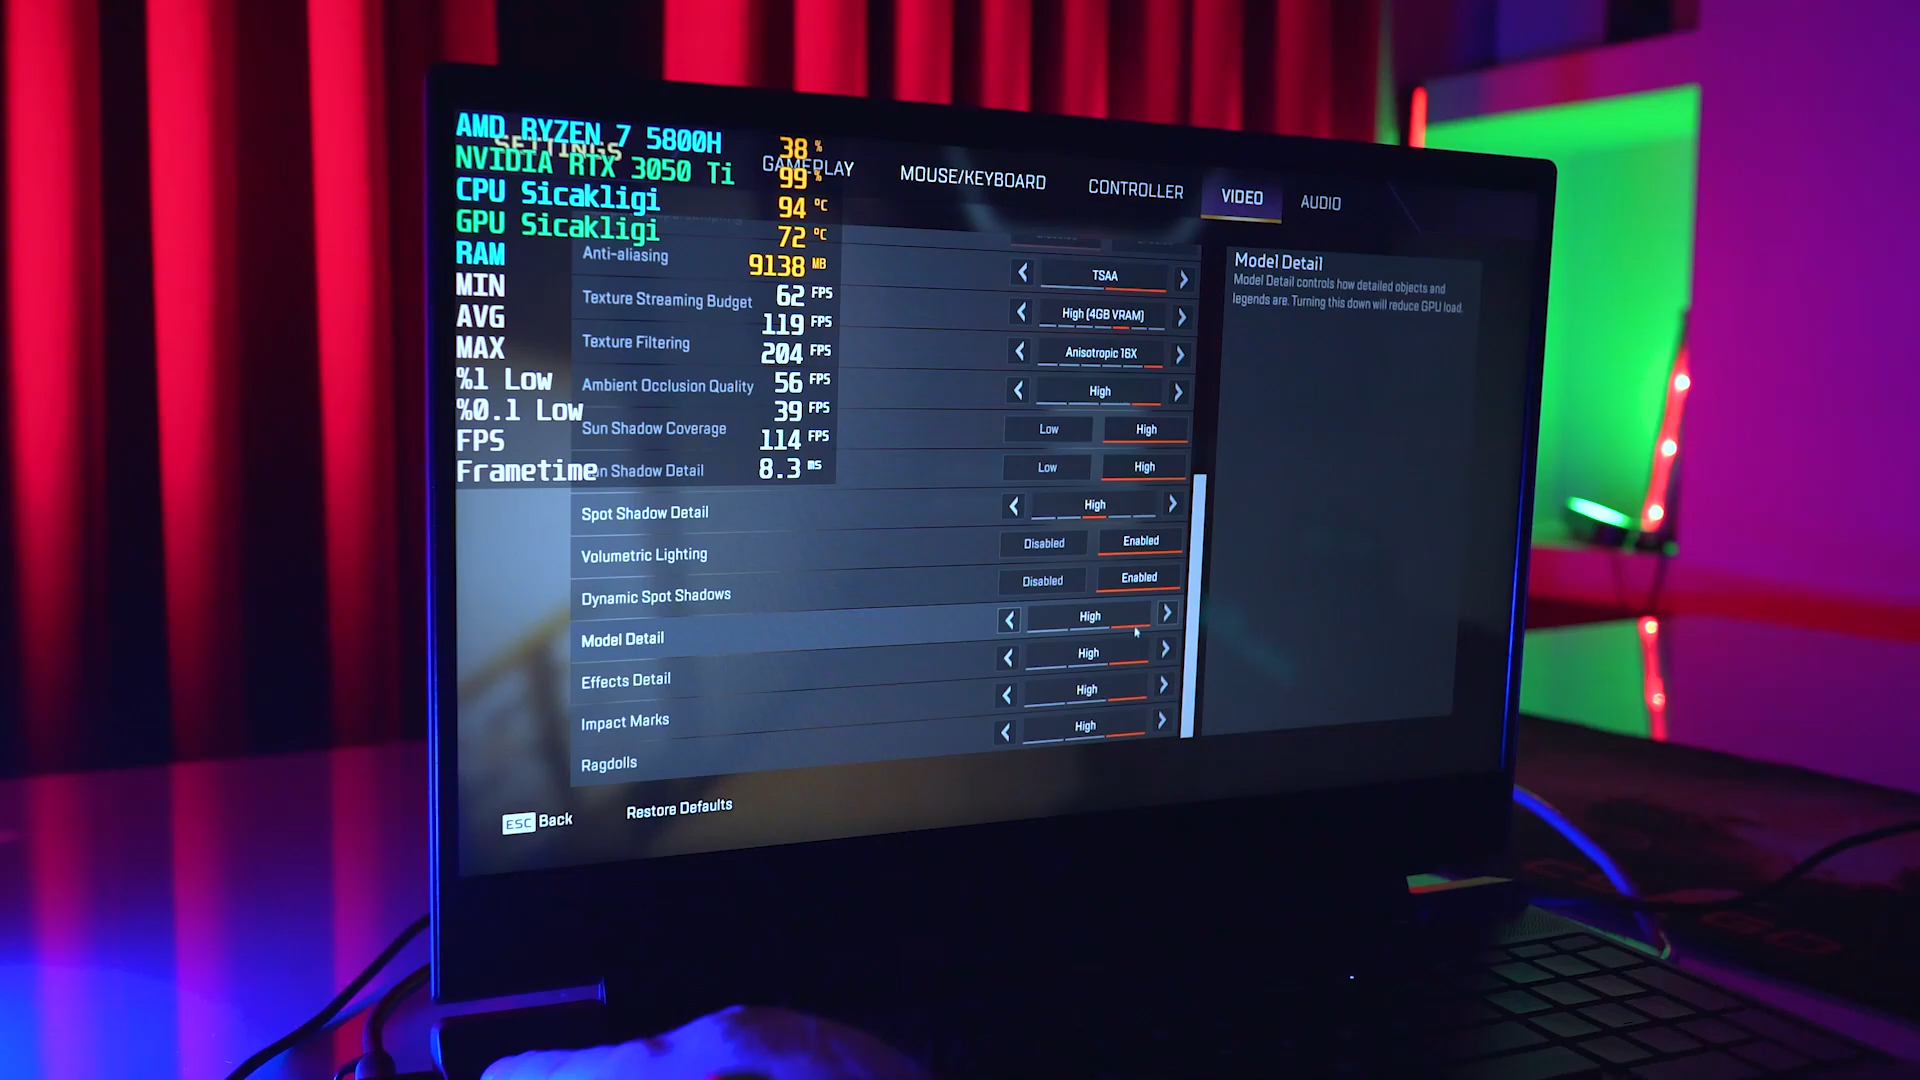 AMD RYZEN 7 5800H 38 %
NVIDIA RTX 3050 Ti 99 %
CPU Sicakligi 94 °C
GPU Sicakligi 72 °C
RAM 9138 MB
MIN 62 FPS
AVG 119 FPS
MAX 204 FPS
%1 Low 56 FPS
%0.1 Low 39 FPS
FPS 114 FPS
Frametime 8.3 ms
SETTINGS
GAMEPLAY MOUSE/KEYBOARD CONTROLLER VIDEO AUDIO
Anti-aliasing TSAA
Texture Streaming Budget High (4GB VRAM)
Texture Filtering Anisotropic 16X
Ambient Occlusion Quality High
Sun Shadow Coverage Low High
Sun Shadow Detail Low High
Spot Shadow Detail High
Volumetric Lighting Disabled Enabled
Dynamic Spot Shadows Disabled Enabled
Model Detail High
Effects Detail High
Impact Marks High
Ragdolls High
Model Detail
Model Detail controls how detailed objects and
legends are. Turning this down will reduce GPU load.
ESC Back Restore Defaults